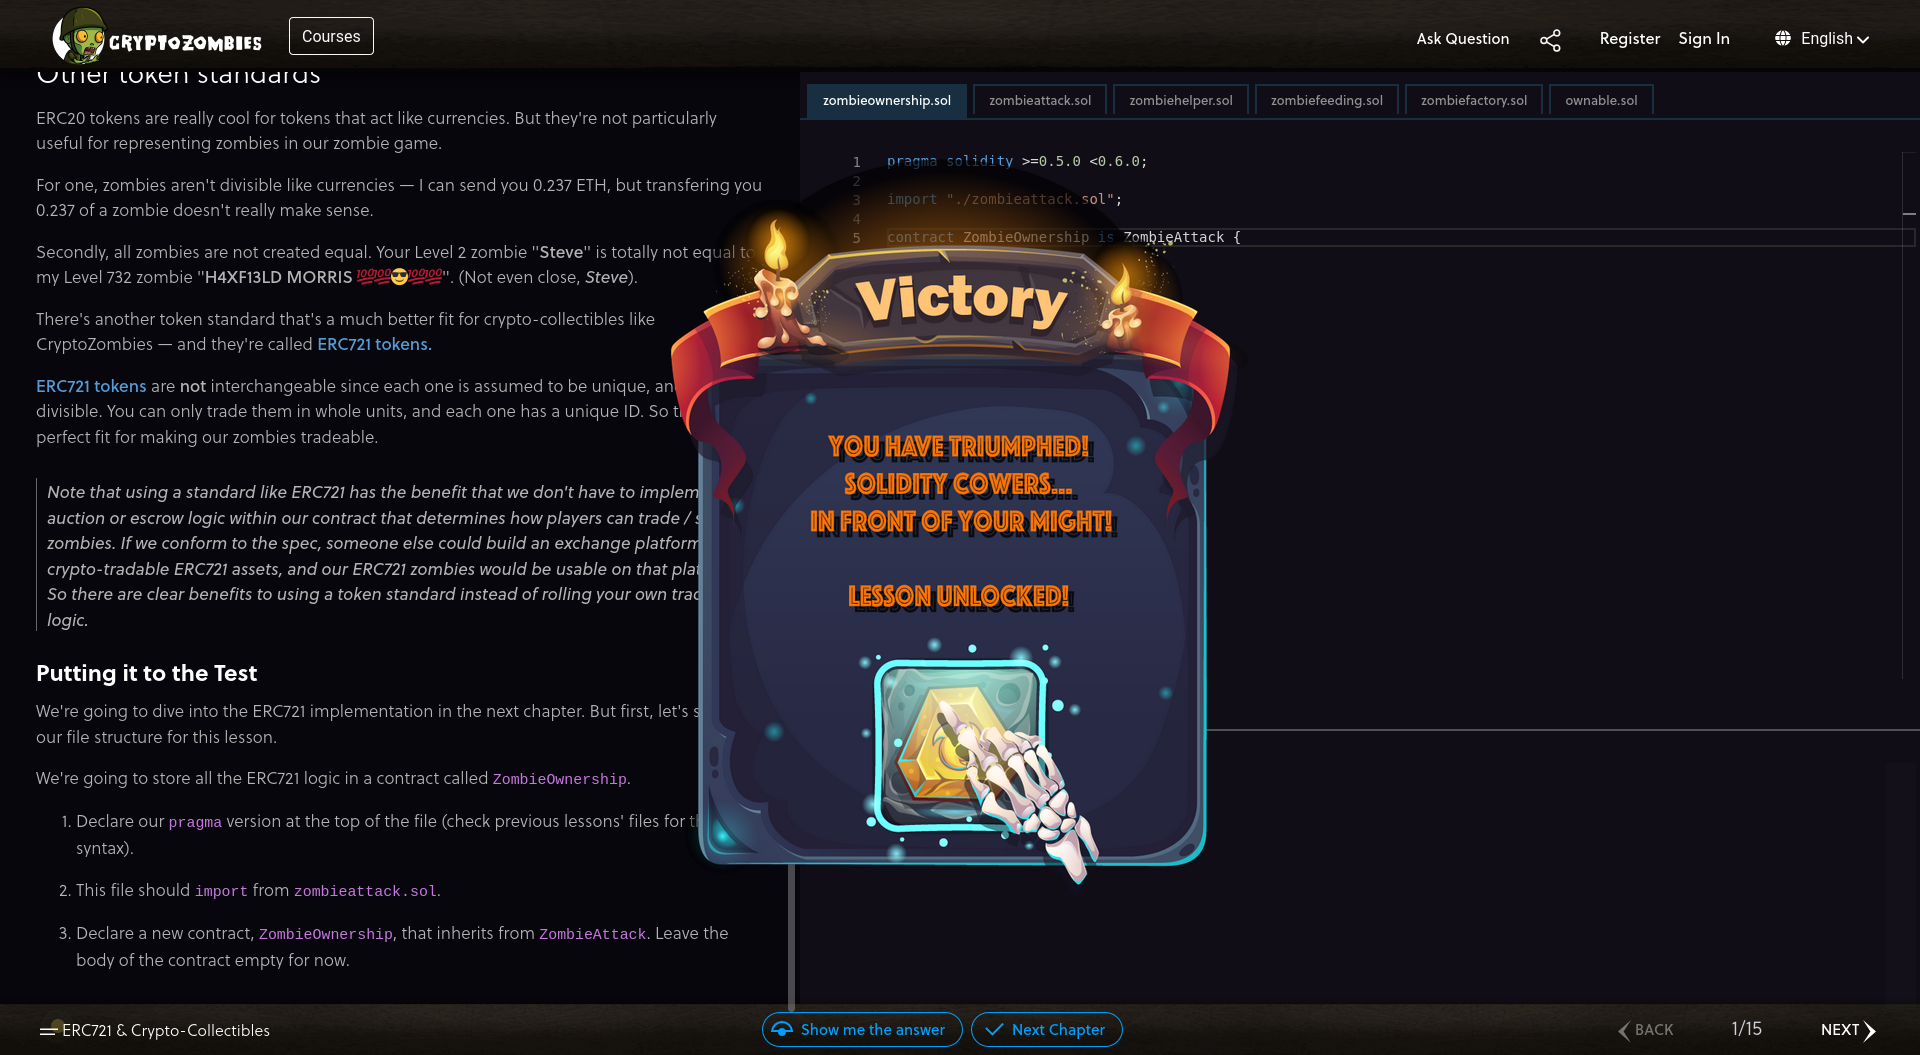 CRYPTOZOMBIES
Courses
Ask Question
Register
Sign In
English
Other token standards
ERC20 tokens are really cool for tokens that act like currencies. But they're not particularly
useful for representing zombies in our zombie game.
For one, zombies aren't divisible like currencies — I can send you 0.237 ETH, but transfering you
0.237 of a zombie doesn't really make sense.
Secondly, all zombies are not created equal. Your Level 2 zombie "Steve" is totally not equal to
my Level 732 zombie "H4XF13LD MORRIS 💯💯😎💯💯". (Not even close, Steve).
There's another token standard that's a much better fit for crypto-collectibles like
CryptoZombies — and they're called ERC721 tokens.
ERC721 tokens are not interchangeable since each one is assumed to be unique, an
divisible. You can only trade them in whole units, and each one has a unique ID. So
perfect fit for making our zombies tradeable.
Note that using a standard like ERC721 has the benefit that we don't have to implem
auction or escrow logic within our contract that determines how players can trade /
zombies. If we conform to the spec, someone else could build an exchange platform
crypto-tradable ERC721 assets, and our ERC721 zombies would be usable on that pla
So there are clear benefits to using a token standard instead of rolling your own trad
logic.
Putting it to the Test
We're going to dive into the ERC721 implementation in the next chapter. But first, let's s
our file structure for this lesson.
We're going to store all the ERC721 logic in a contract called ZombieOwnership.
1. Declare our pragma version at the top of the file (check previous lessons' files for
syntax).
2. This file should import from zombieattack.sol.
3. Declare a new contract, ZombieOwnership, that inherits from ZombieAttack. Leave the
body of the contract empty for now.
zombieownership.sol
zombieattack.sol
zombiehelper.sol
zombiefeeding.sol
zombiefactory.sol
ownable.sol
1 pragma solidity >=0.5.0 <0.6.0;
2
3 import "./zombieattack.sol";
4
5 contract ZombieOwnership is ZombieAttack {
Victory
YOU HAVE TRIUMPHED!
SOLIDITY COWERS...
IN FRONT OF YOUR MIGHT!
LESSON UNLOCKED!
ERC721 & Crypto-Collectibles
Show me the answer
Next Chapter
BACK
1/15
NEXT